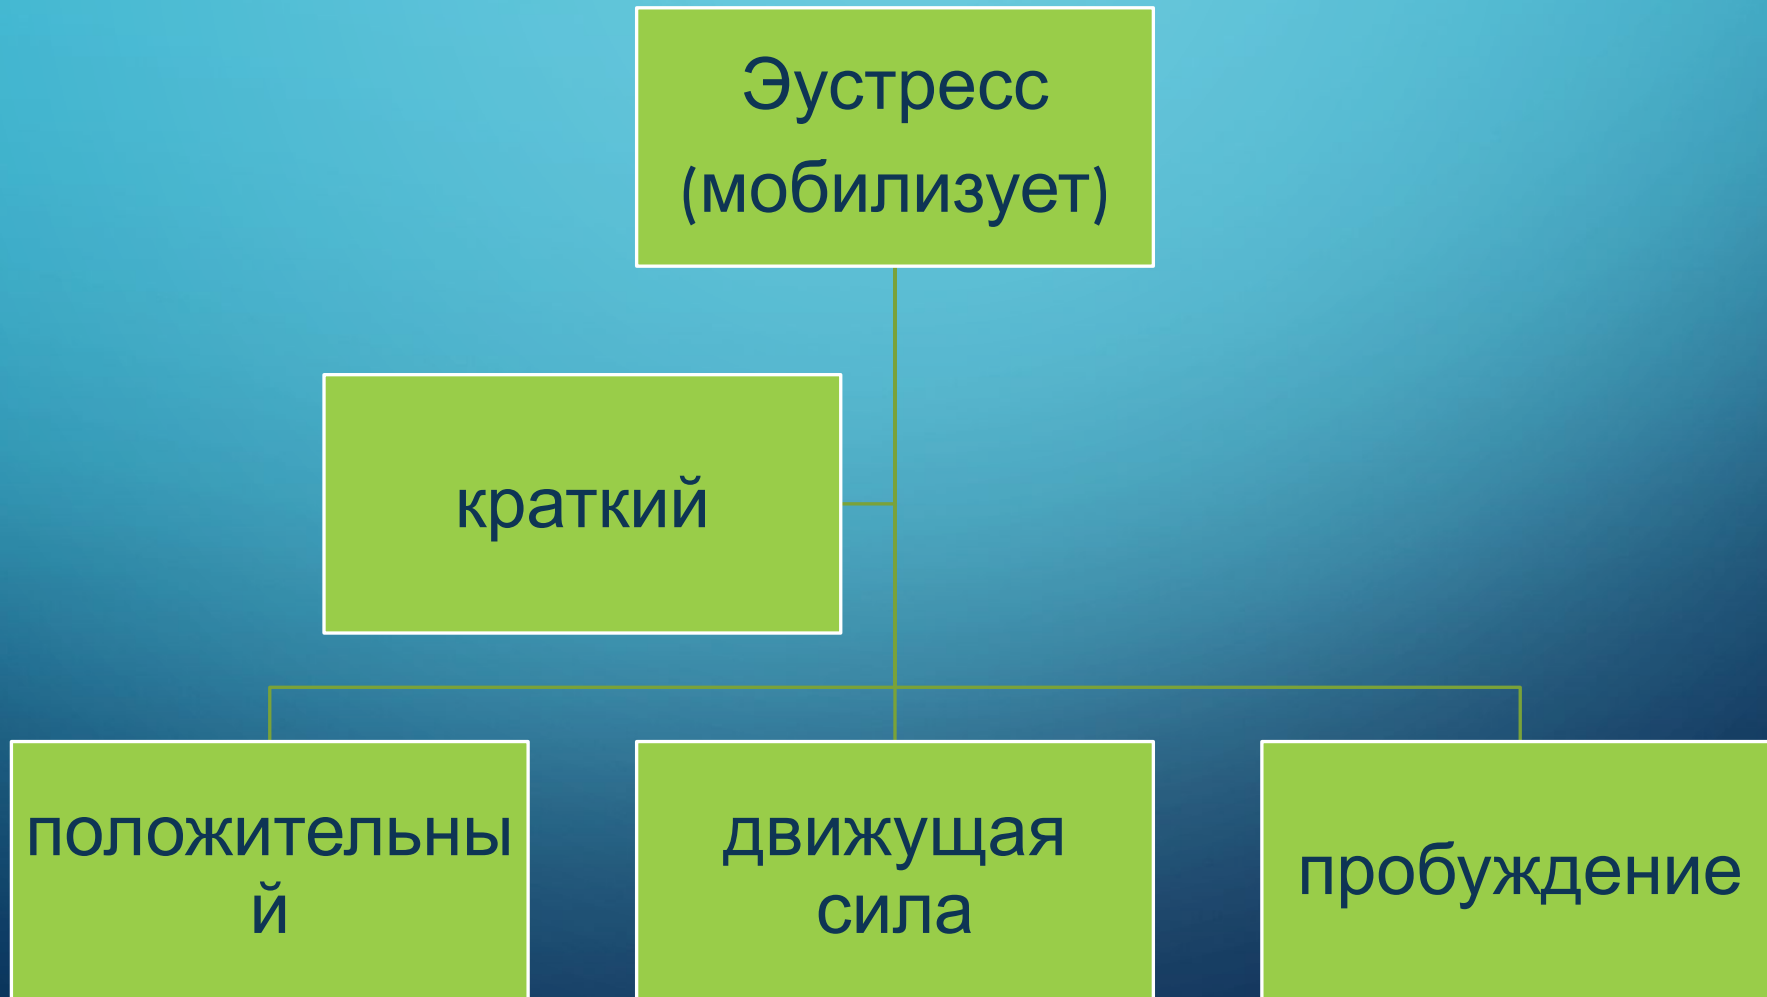 Эустресс
(мобилизует)
краткий
положительны
й
движущая
сила
пробуждение